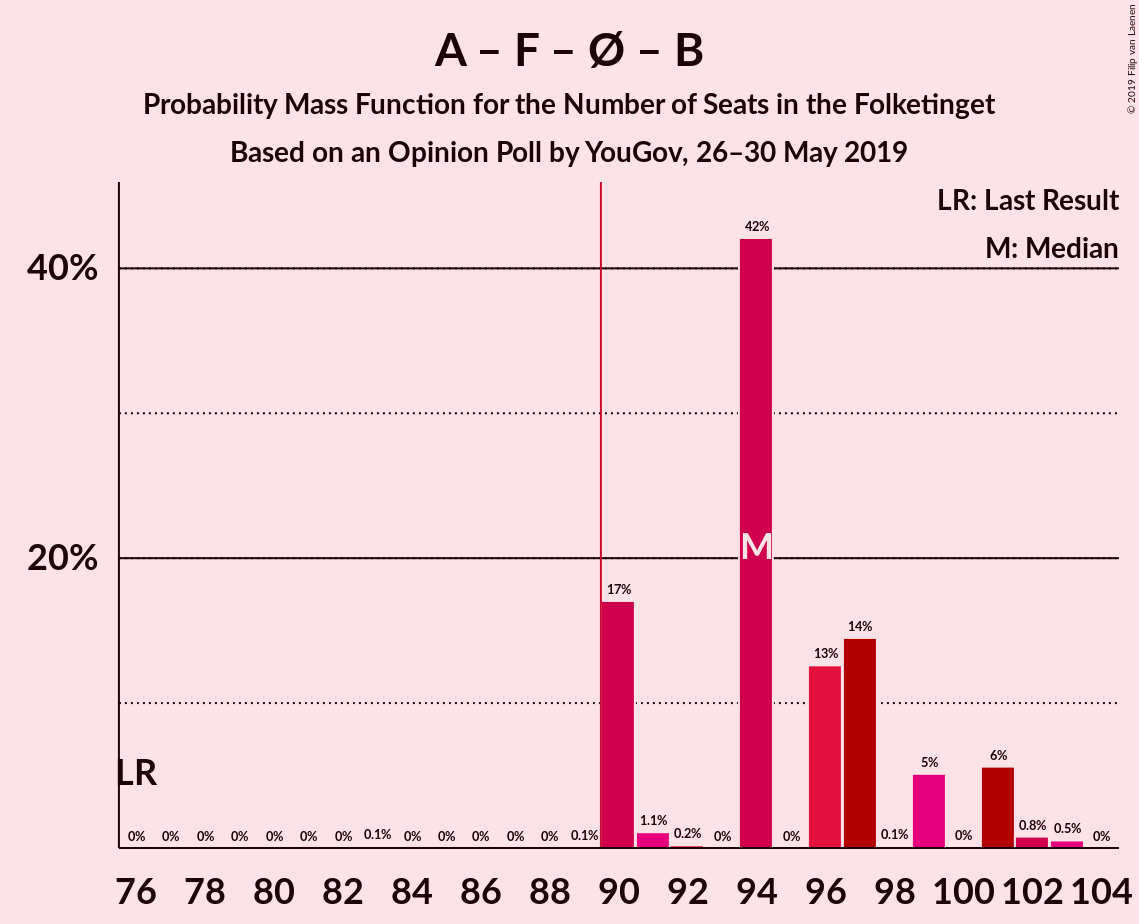 A – F – Ø – B
Probability Mass Function for the Number of Seats in the Folketinget
Based on an Opinion Poll by YouGov, 26–30 May 2019
© 2019 Filip van Laenen
LR: Last Result
M: Median
42%
40%
17%
M
20%
13%
14%
LR
5%
6%
0% 0% 0% 0% 0% 0% 0% 0.1% 0% 0% 0% 0% 0% 0.1% 1.1% 0.2% 0% 0% 0.1% 0% 0.8% 0.5% 0%
76 78 80 82 84 86 88 90 92 94 96 98 100 102 104